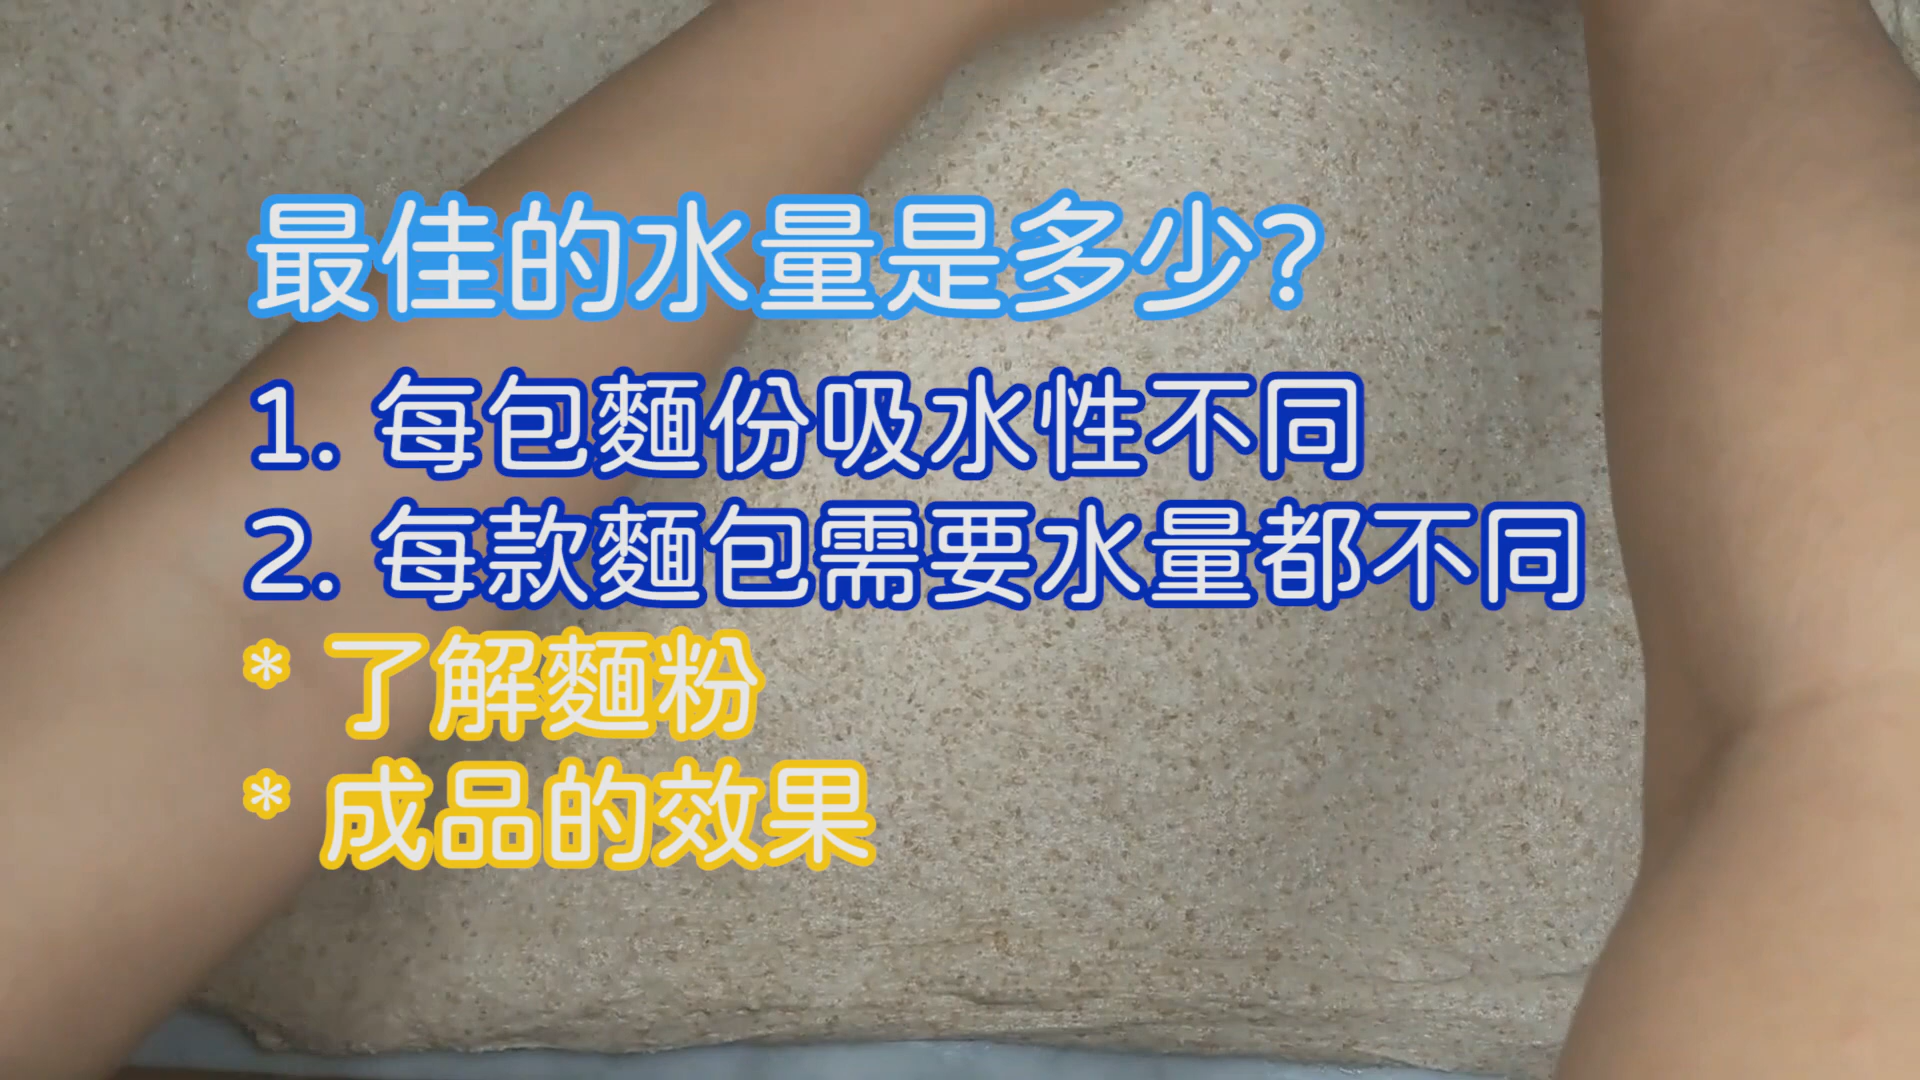 最佳的水量是多少?
1. 每包麵份吸水性不同
2. 每款麵包需要水量都不同
* 了解麵粉
* 成品的效果